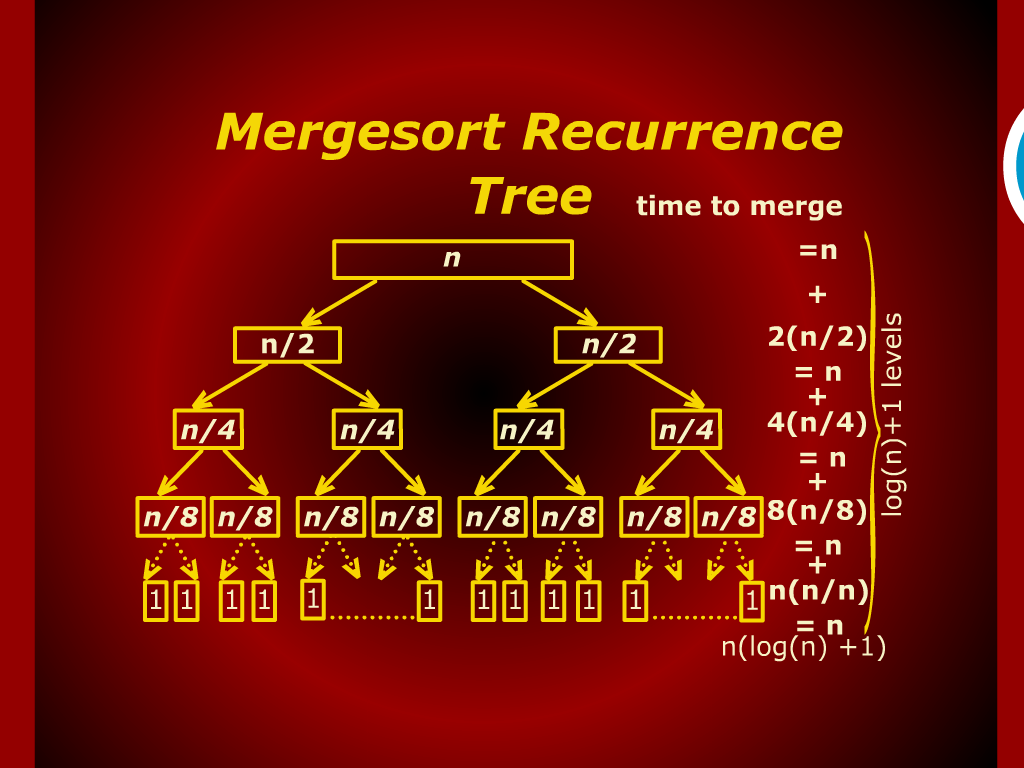 Mergesort Recurrence
Tree
time to merge
n
=n
+
n/2 n/2 2(n/2)
= n
+
n/4 n/4 n/4 n/4 4(n/4)
= n
+
n/8 n/8 n/8 n/8 n/8 n/8 n/8 n/8 8(n/8)
= n
+
1 1 1 1 1 1 1 1 1 1 1 1 n(n/n)
= n
n(log(n) +1)
log(n)+1 levels